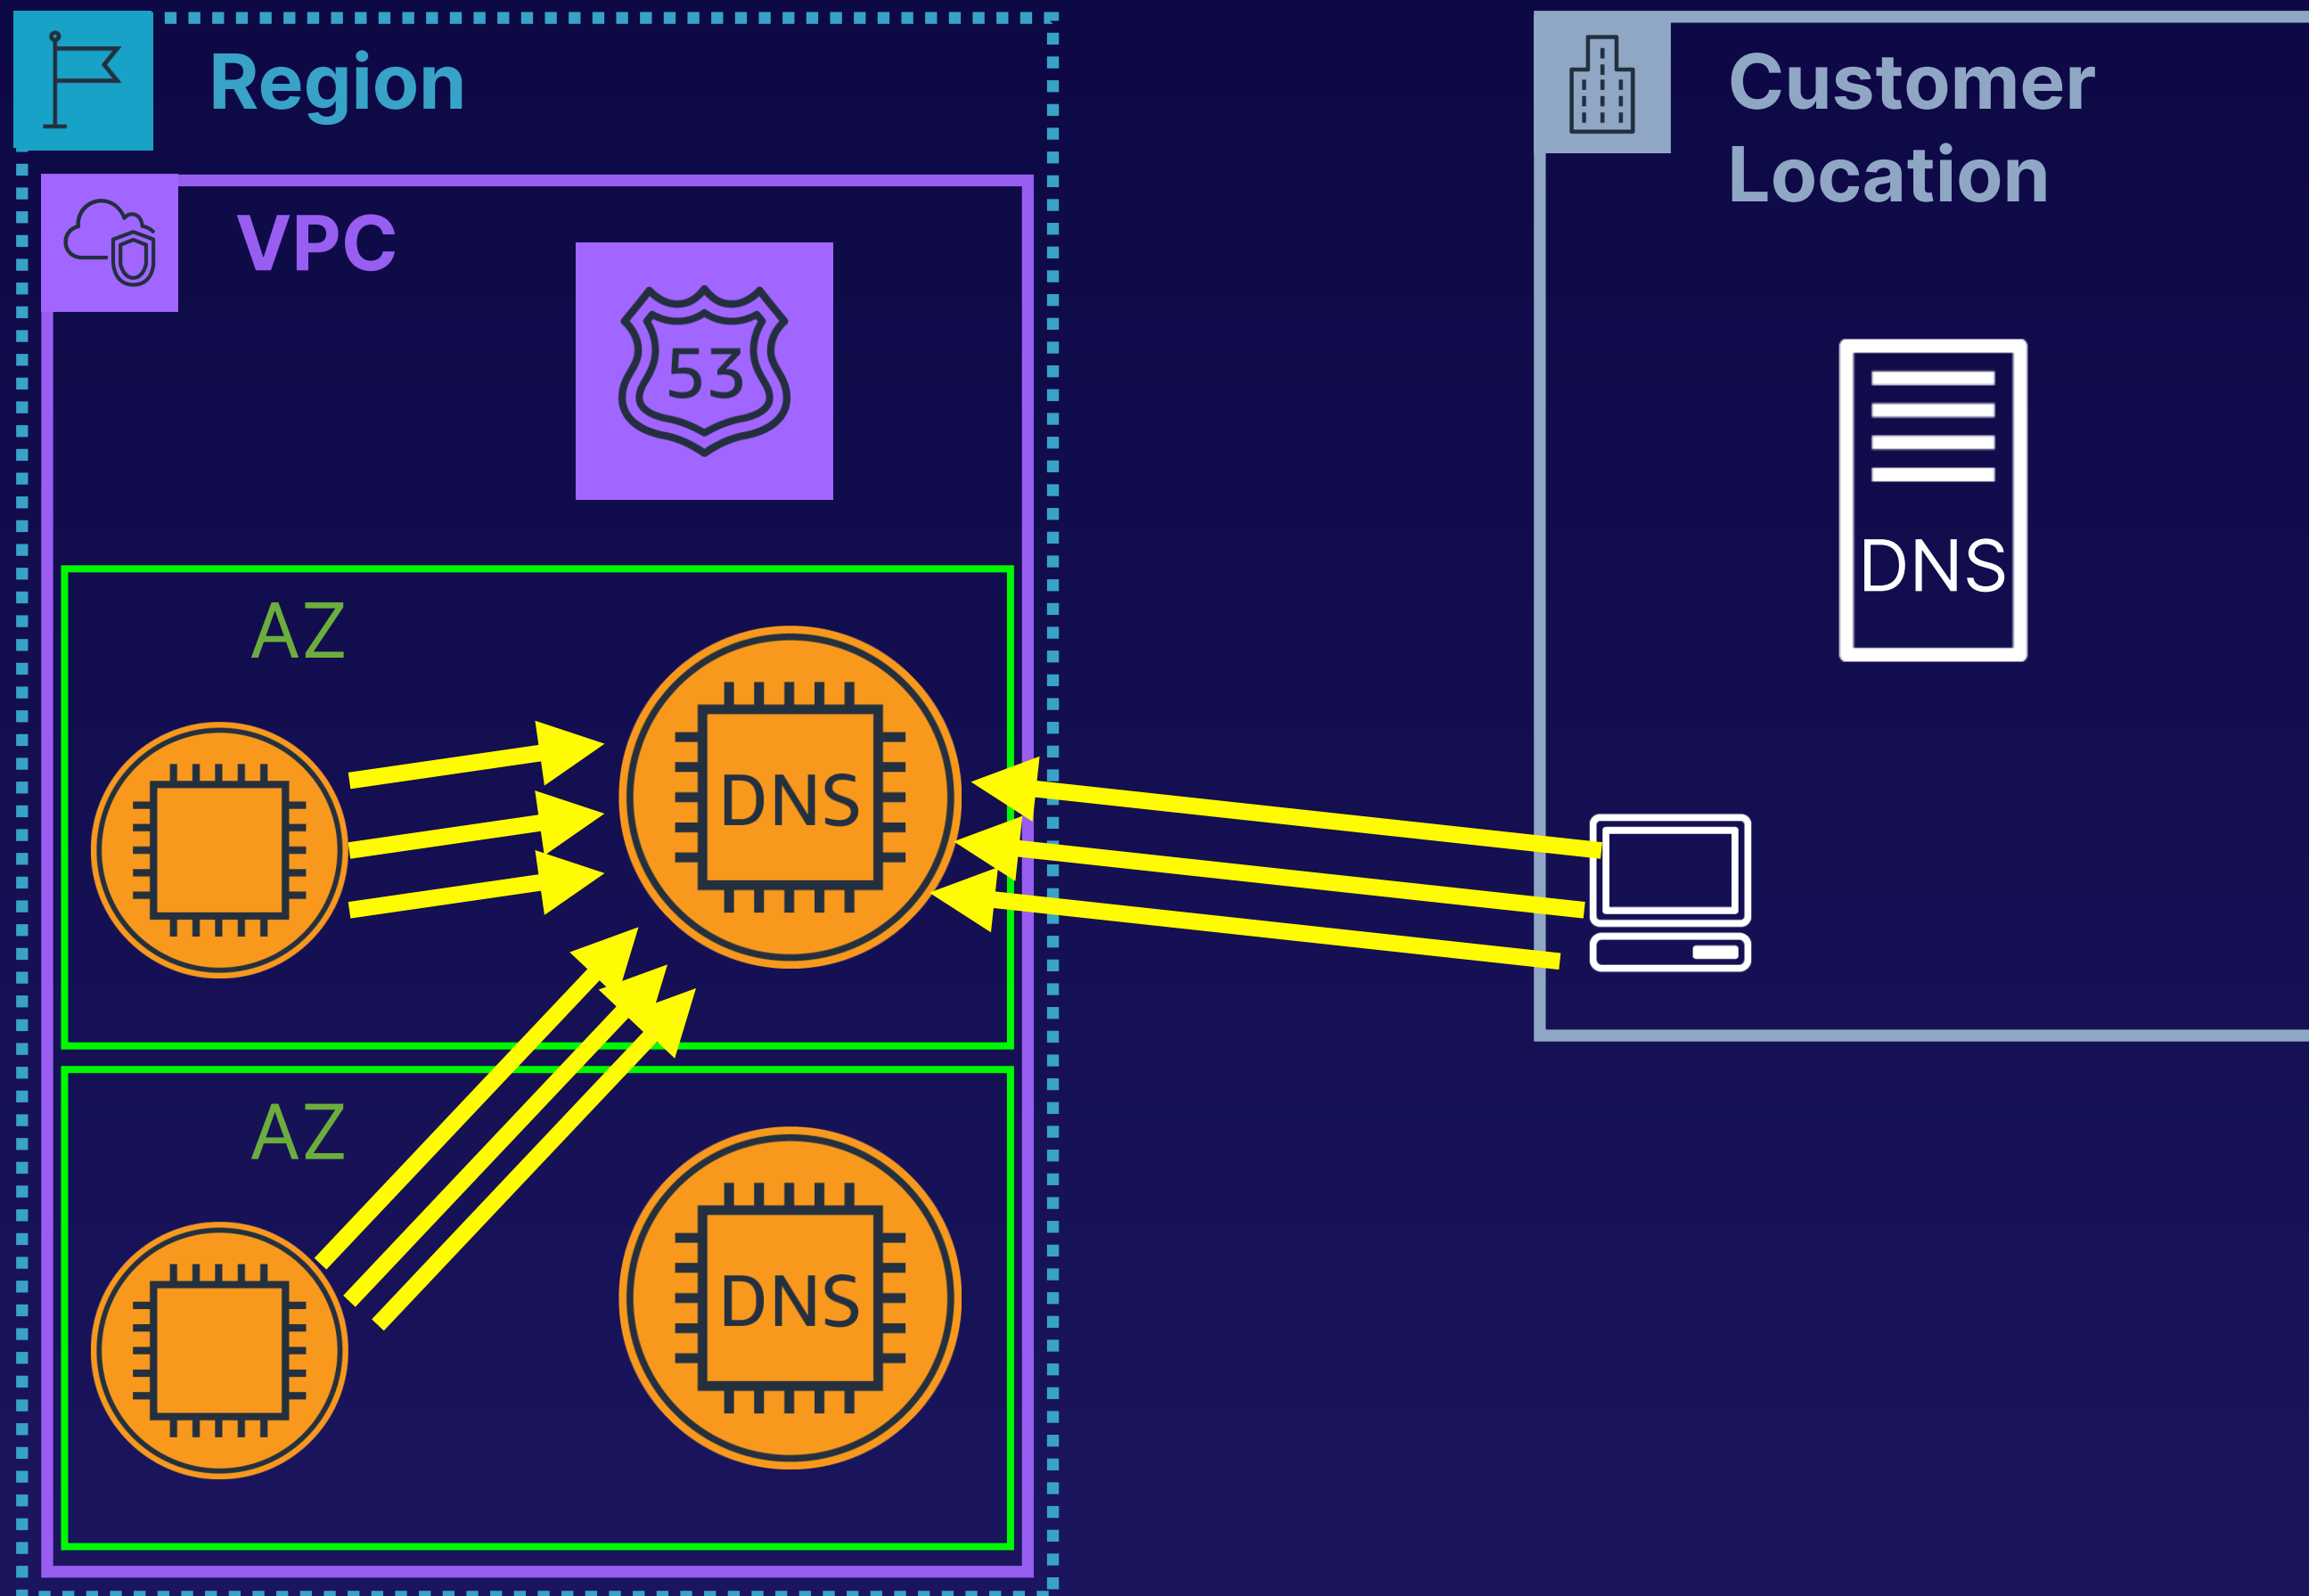 Region
Customer
Location
VPC
53
DNS
AZ
DNS
AZ
DNS